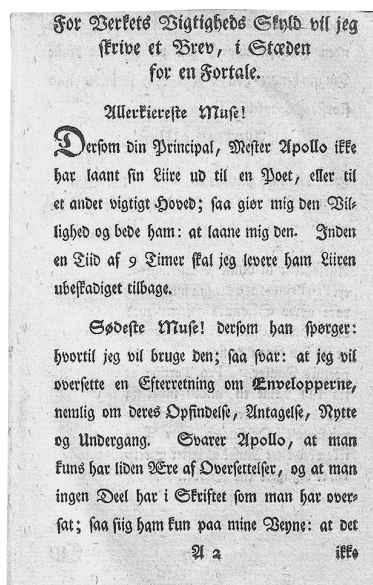 For Verkets Vigtigheds Skyld vil jeg
skrive et Brev, i Stæden
for en Fortale.
Allerkiereste Muse!
Dersom din Principal, Mester Apollo ikke
har laant sin Liire ud til en Poet, eller til
et andet vigtigt Hoved; saa giør mig den Vil-
lighed og bede ham: at laane mig den. Inden
en Tiid af 9 Timer skal jeg levere ham Liiren
ubeskadiget tilbage.
Sødeste Muse! dersom han spørger:
hvortil jeg vil bruge den; saa svar: at jeg vil
oversette en Efterretning om Envelopperne,
nemlig om deres Opfindelse, Antagelse, Nytte
og Undergang. Svarer Apollo, at man
kuns har liden Ære af Oversettelser, og at man
ingen Deel har i Skriftet som man har over-
sat; saa siig ham kun paa mine Veyne: at det
A 2 ikke